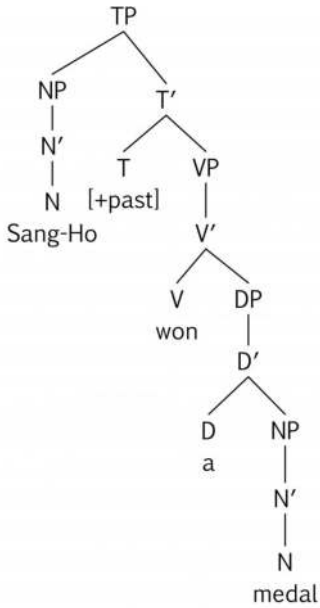 TP
NP T′
N′ T VP
N [+past]
Sang-Ho V′
V DP
won
D′
D NP
a
N′
N
medal